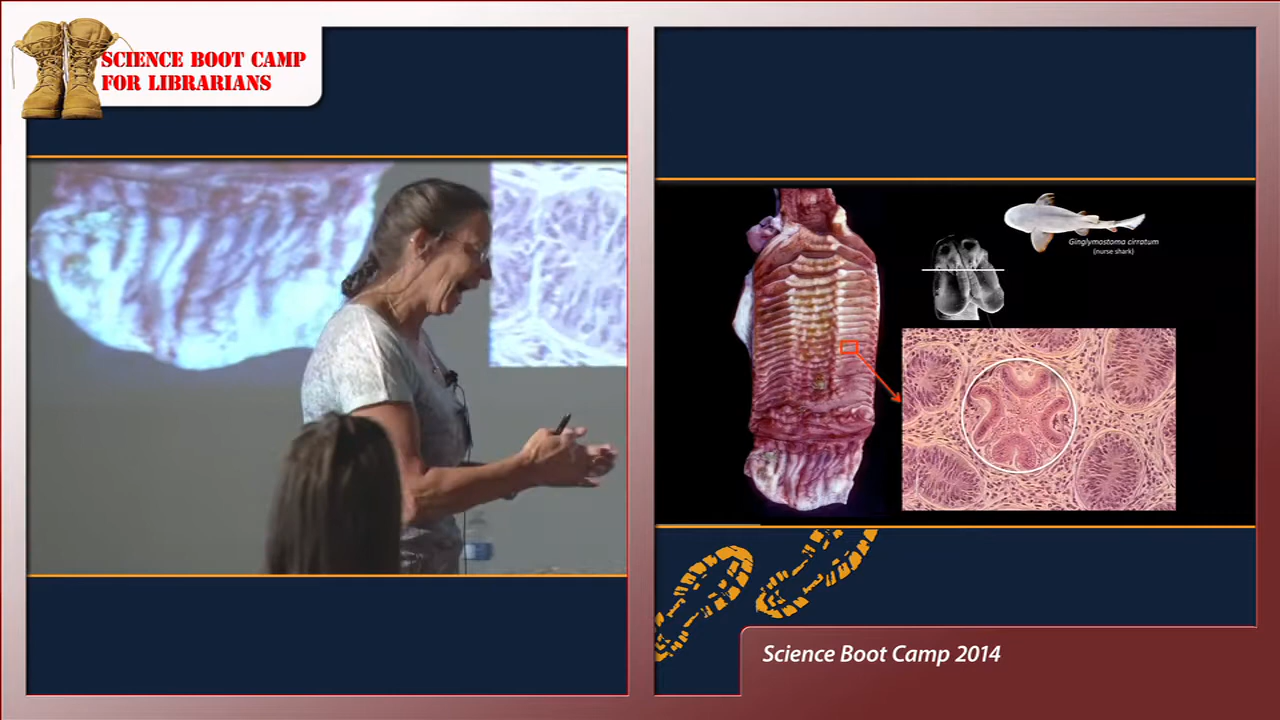 SCIENCE BOOT CAMP
FOR LIBRARIANS
Ginglymostoma cirratum
(nurse shark)
Science Boot Camp 2014